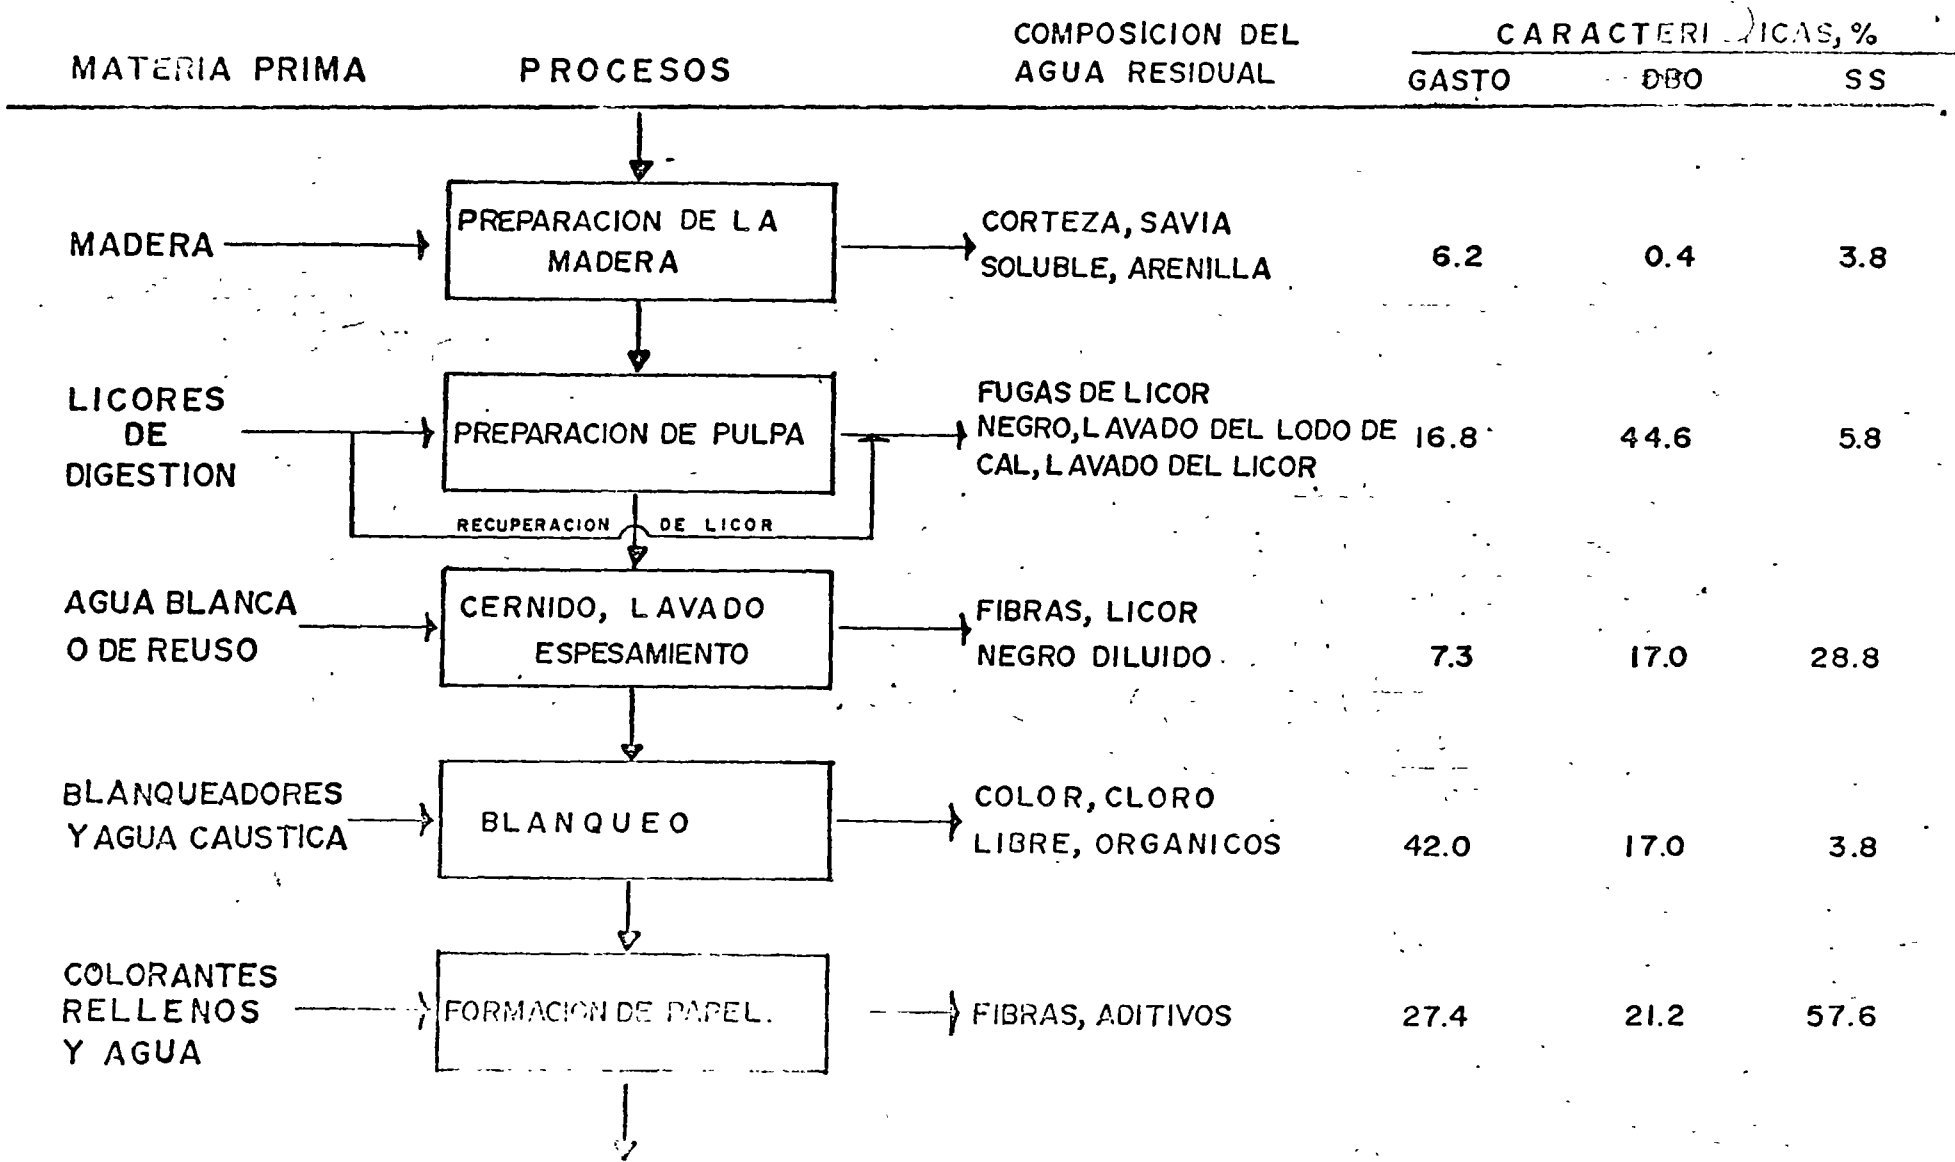 MATERIA PRIMA
PROCESOS
COMPOSICION DEL
AGUA RESIDUAL
CARACTERI ICAS, %
GASTO
DBO
SS
MADERA
PREPARACION DE LA
MADERA
CORTEZA, SAVIA
SOLUBLE, ARENILLA
6.2
0.4
3.8
LICORES
DE
DIGESTION
PREPARACION DE PULPA
FUGAS DE LICOR
NEGRO, LAVADO DEL LODO DE
CAL, LAVADO DEL LICOR
16.8
44.6
5.8
RECUPERACION DE LICOR
AGUA BLANCA
O DE REUSO
CERNIDO, LAVADO
ESPESAMIENTO
FIBRAS, LICOR
NEGRO DILUIDO
7.3
17.0
28.8
BLANQUEADORES
Y AGUA CAUSTICA
BLANQUEO
COLOR, CLORO
LIBRE, ORGANICOS
42.0
17.0
3.8
COLORANTES
RELLENOS
Y AGUA
FORMACION DE PAPEL.
FIBRAS, ADITIVOS
27.4
21.2
57.6